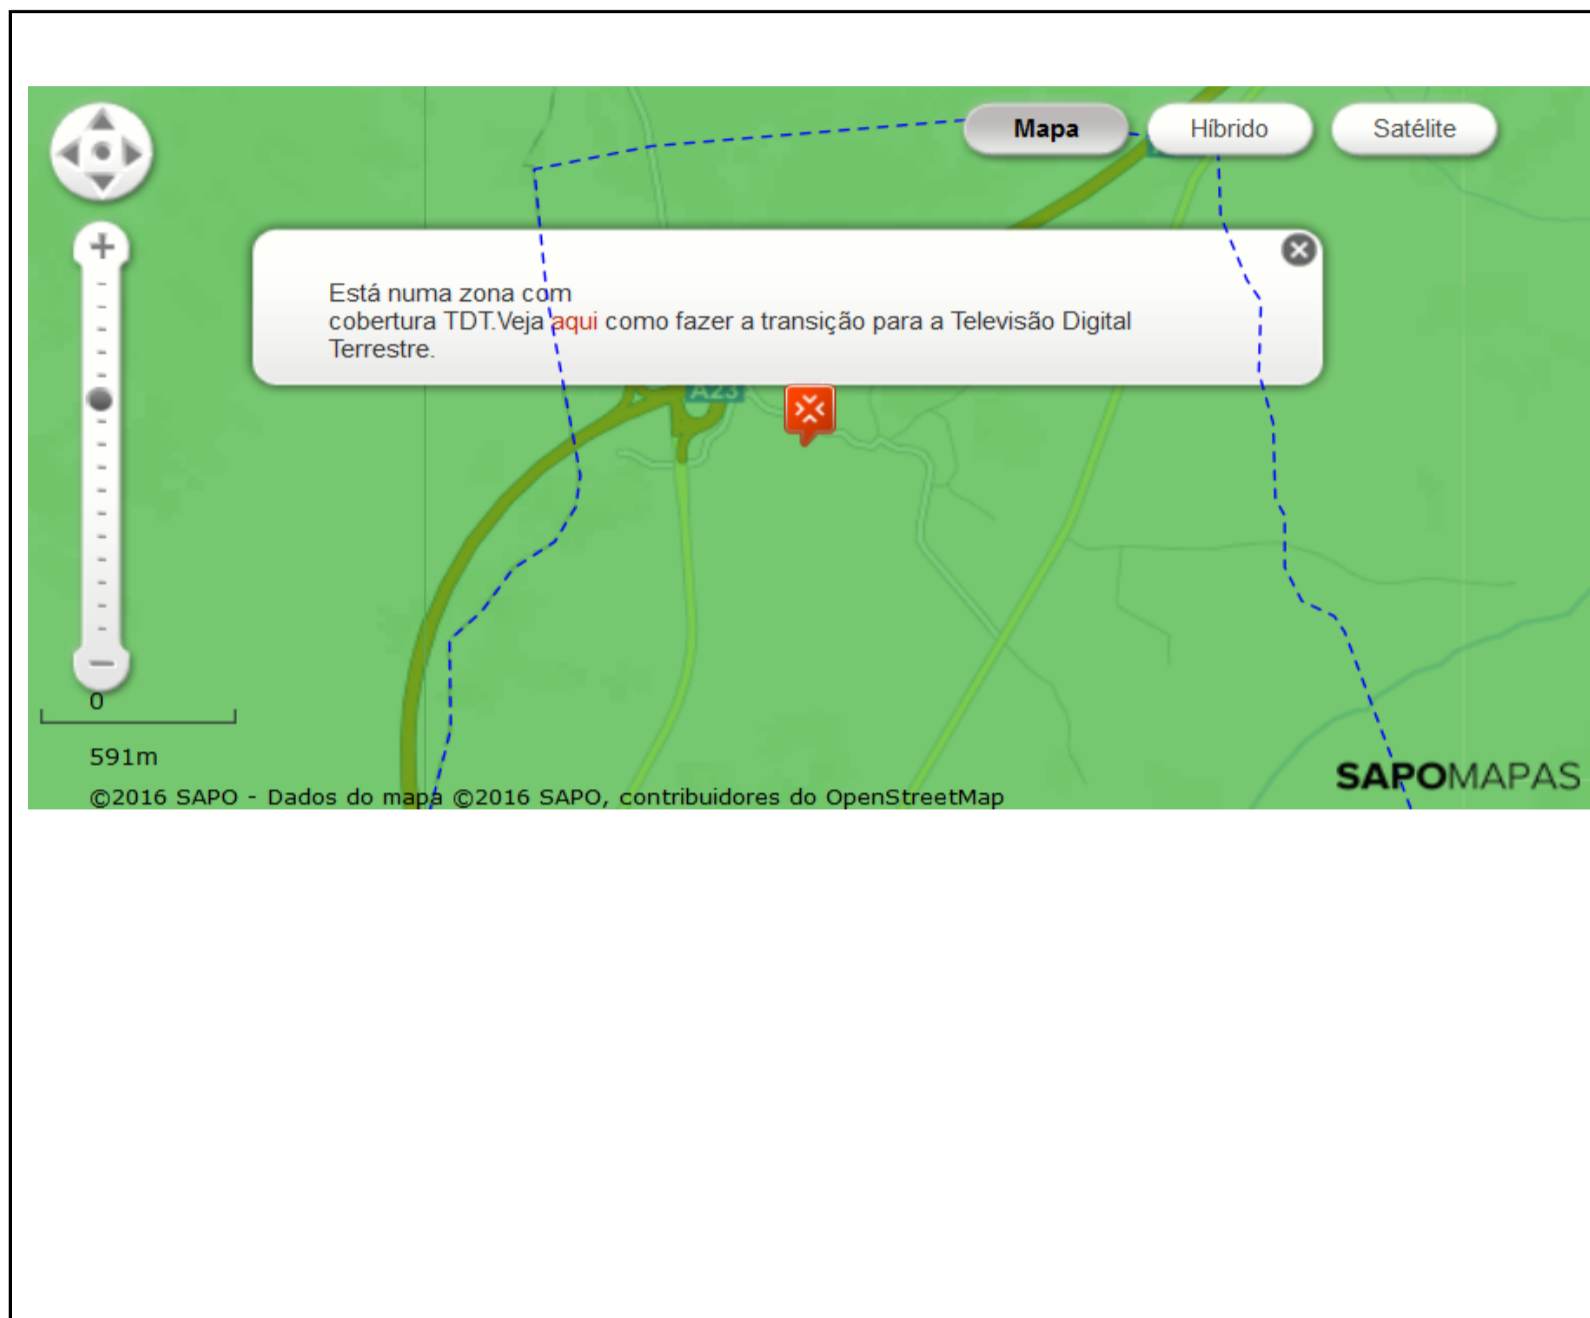 Mapa
Híbrido
Satélite
Está numa zona com
cobertura TDT.Veja aqui como fazer a transição para a Televisão Digital
Terrestre.
A23
0
591m
SAPOMAPAS
©2016 SAPO - Dados do mapa ©2016 SAPO, contribuidores do OpenStreetMap